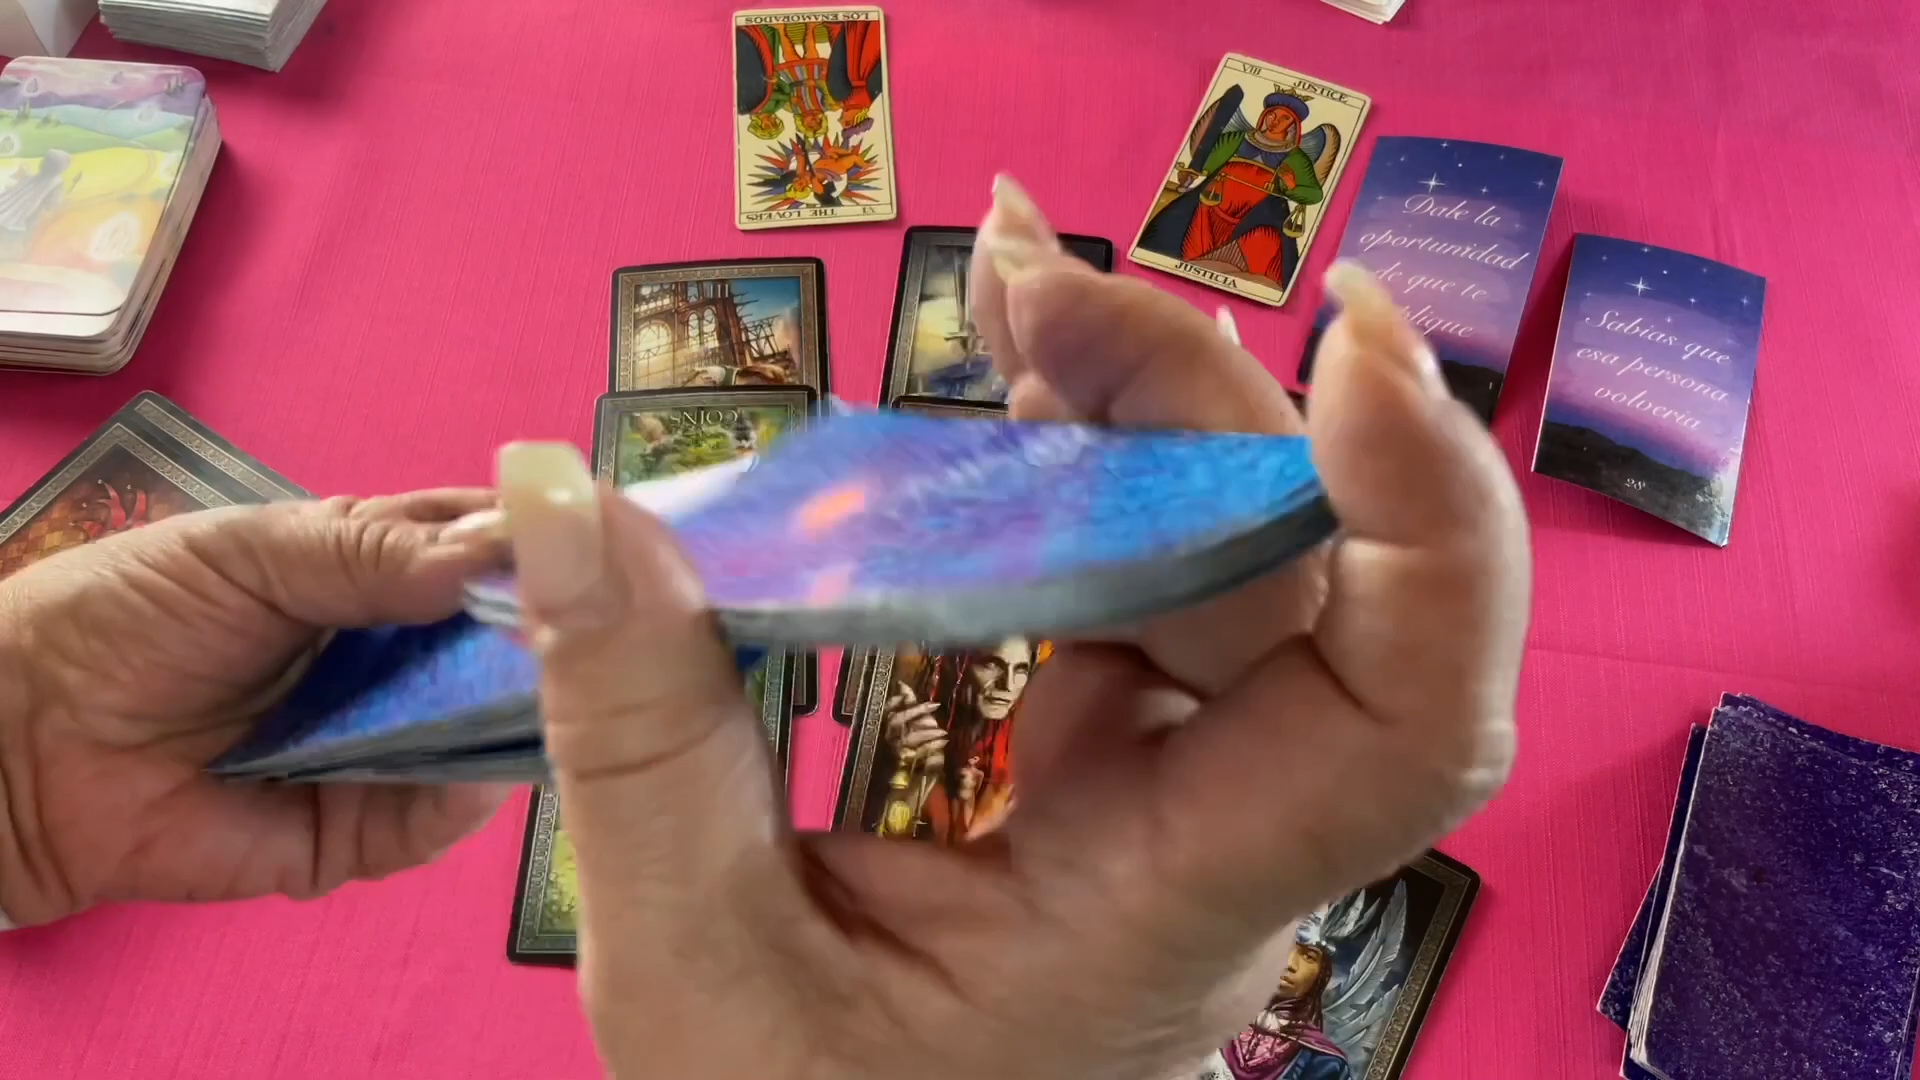 LOS ENAMORADOS
VI THE LOVERS
VIII JUSTICE
JUSTICIA
Dale la
oportunidad
de que te
Sabías que
esa persona
volvería
28
COINS